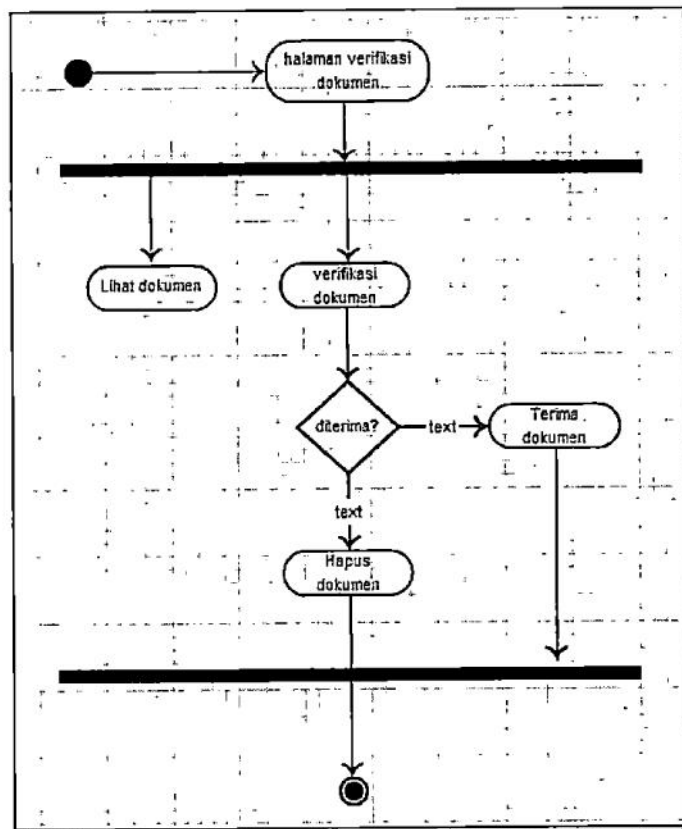 halaman verifikasi
dokumen
Lihat dokumen
verifikasi
dokumen
diterima?
text
Terima
dokumen
text
Hapus
dokumen